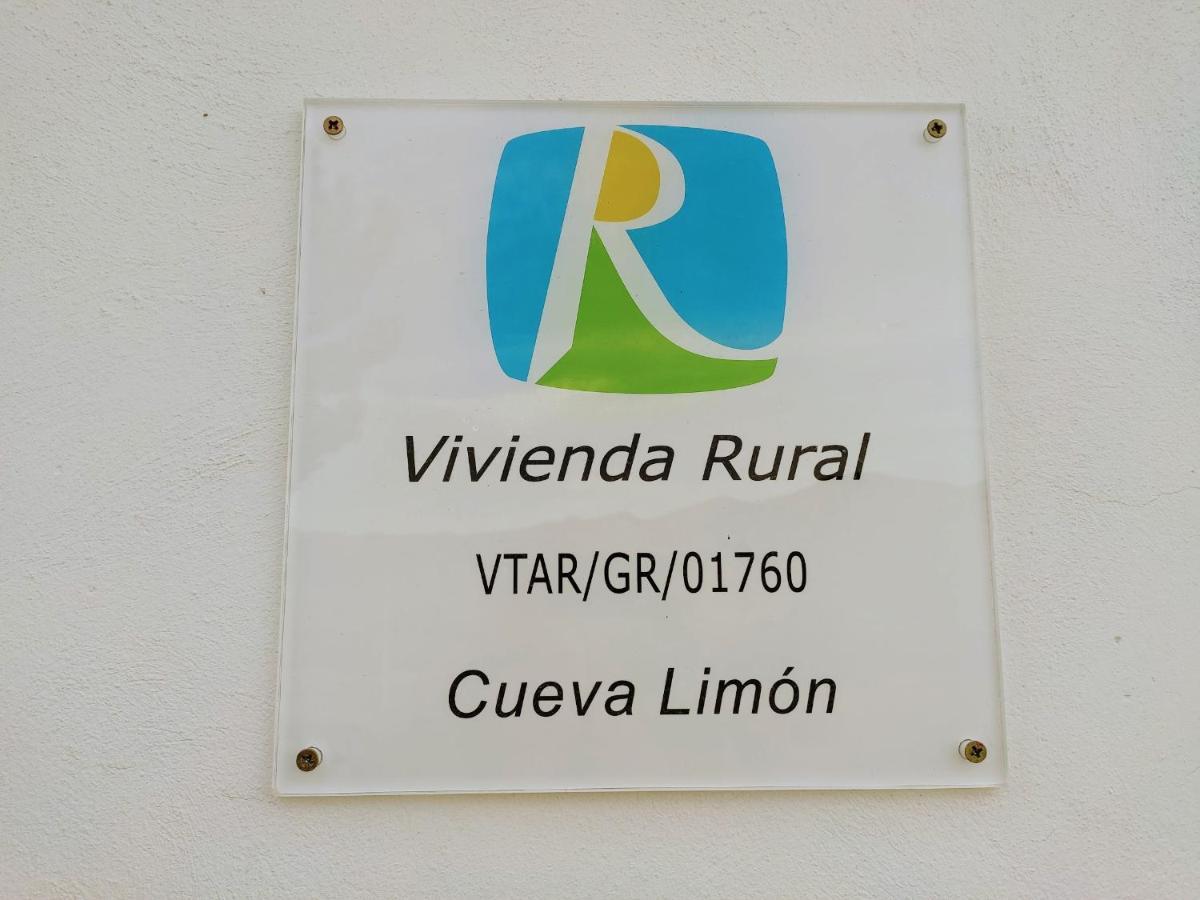 R
Vivienda Rural
VTAR/GR/01760
Cueva Limón